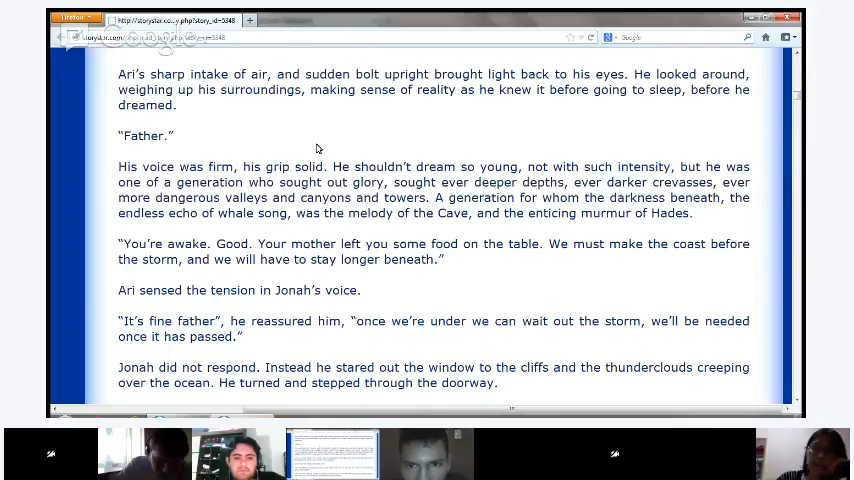 Firefox
http://storystar.co...y.php?story_id=5348
Google+
Google
Ari's sharp intake of air, and sudden bolt upright brought light back to his eyes. He looked around,
weighing up his surroundings, making sense of reality as he knew it before going to sleep, before he
dreamed.
“Father.”
His voice was firm, his grip solid. He shouldn't dream so young, not with such intensity, but he was
one of a generation who sought out glory, sought ever deeper depths, ever darker crevasses, ever
more dangerous valleys and canyons and towers. A generation for whom the darkness beneath, the
endless echo of whale song, was the melody of the Cave, and the enticing murmur of Hades.
“You're awake. Good. Your mother left you some food on the table. We must make the coast before
the storm, and we will have to stay longer beneath.”
Ari sensed the tension in Jonah's voice.
“It's fine father”, he reassured him, “once we're under we can wait out the storm, we'll be needed
once it has passed.”
Jonah did not respond. Instead he stared out the window to the cliffs and the thunderclouds creeping
over the ocean. He turned and stepped through the doorway.